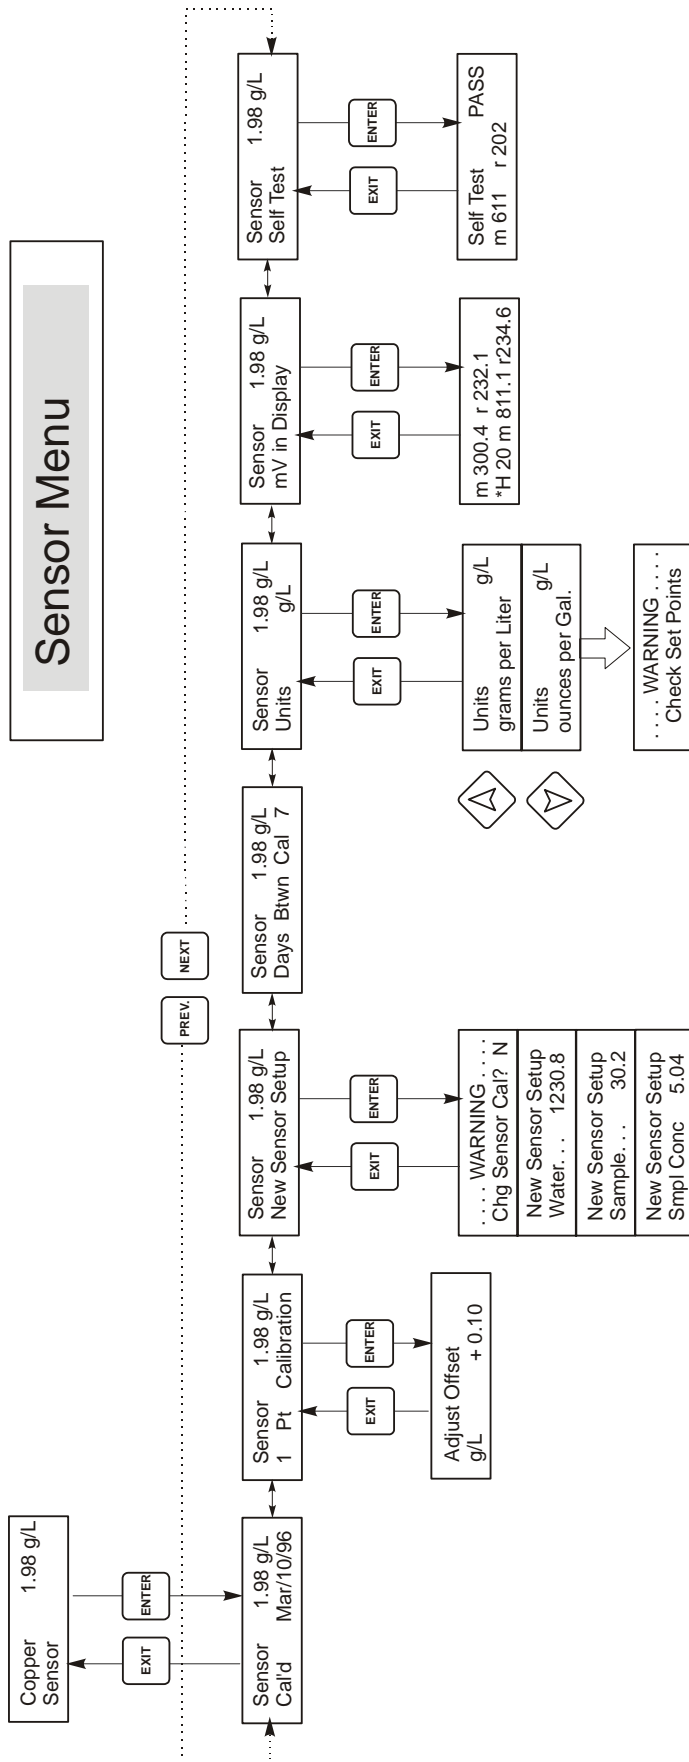 Sensor Menu
Copper 1.98 g/L
Sensor
EXIT
ENTER
PREV.
NEXT
Sensor 1.98 g/L
Cal'd Mar/10/96
Sensor 1.98 g/L
1 Pt Calibration
EXIT
ENTER
Adjust Offset
g/L + 0.10
Sensor 1.98 g/L
New Sensor Setup
EXIT
ENTER
. . . . WARNING . . . .
Chg Sensor Cal? N
New Sensor Setup
Water. . . 1230.8
New Sensor Setup
Sample. . . 30.2
New Sensor Setup
Smpl Conc 5.04
Sensor 1.98 g/L
Days Btwn Cal 7
Sensor 1.98 g/L
Units g/L
EXIT
ENTER
Units g/L
grams per Liter
Units g/L
ounces per Gal.
. . . . WARNING . . . .
Check Set Points
Sensor 1.98 g/L
mV in Display
EXIT
ENTER
m 300.4 r 232.1
*H 20 m 811.1 r234.6
Sensor 1.98 g/L
Self Test
EXIT
ENTER
Self Test PASS
m 611 r 202